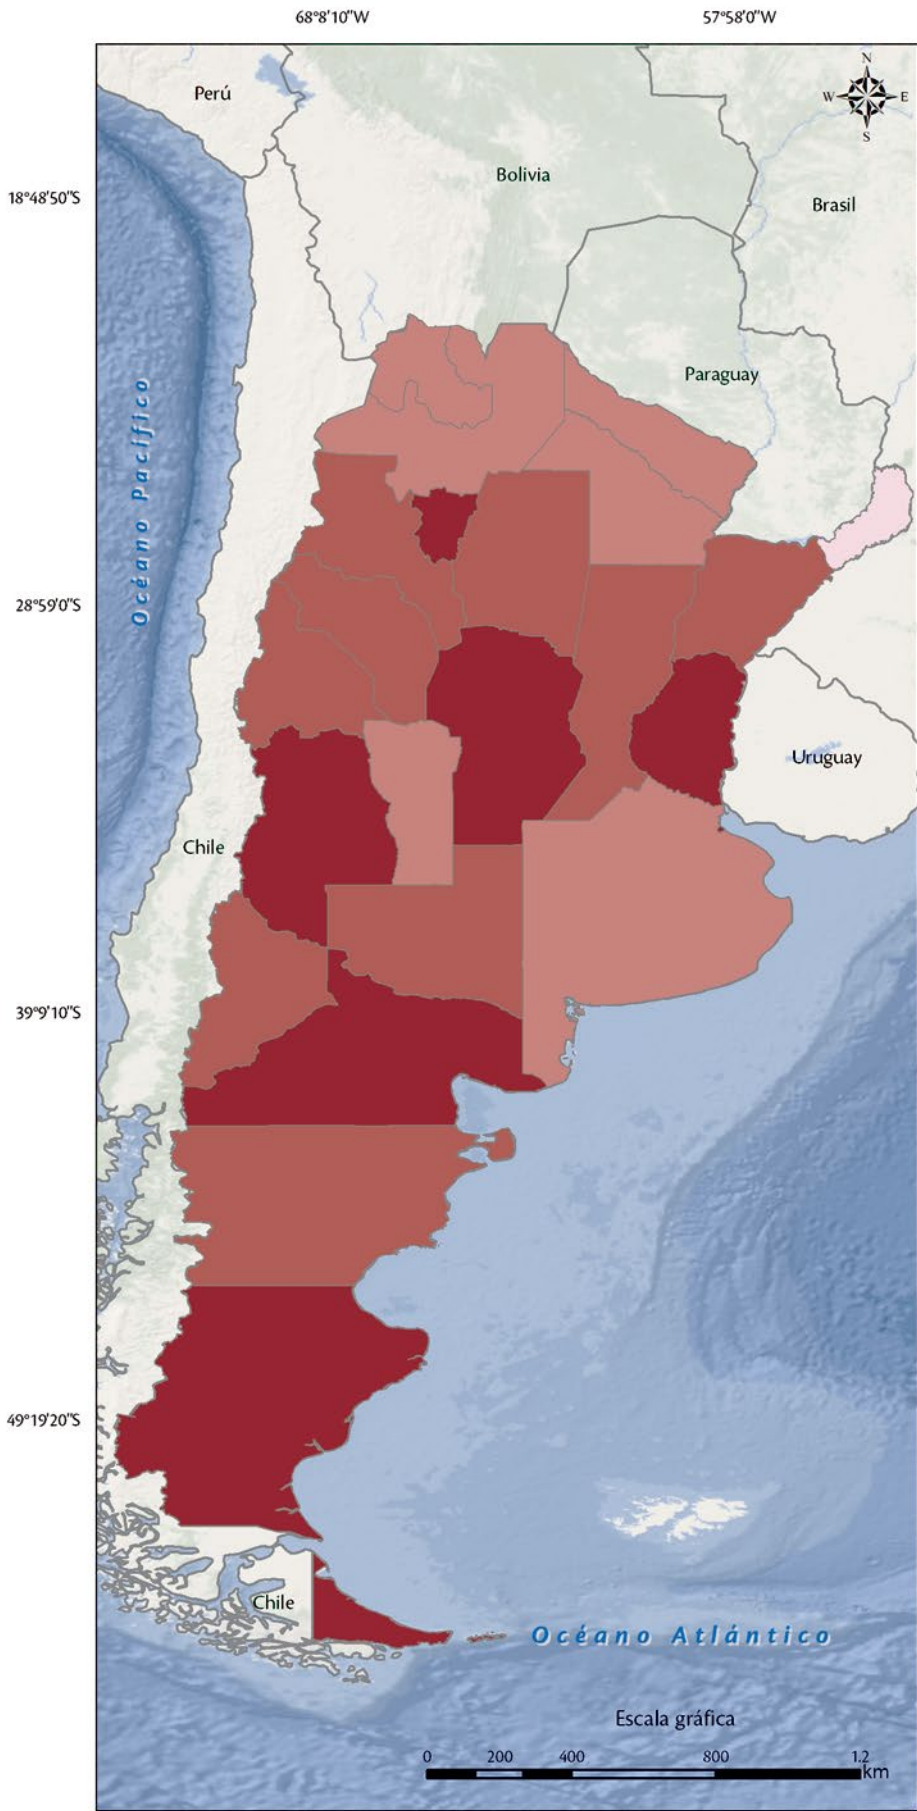 68°8'10"W 57°58'0"W
N
W E
S
Perú
Bolivia
Brasil
18°48'50"S
Paraguay
Océano Pacífico
28°59'0"S
Uruguay
Chile
39°9'10"S
49°19'20"S
Chile
Océano Atlántico
Escala gráfica
0 200 400 800 1.2
km